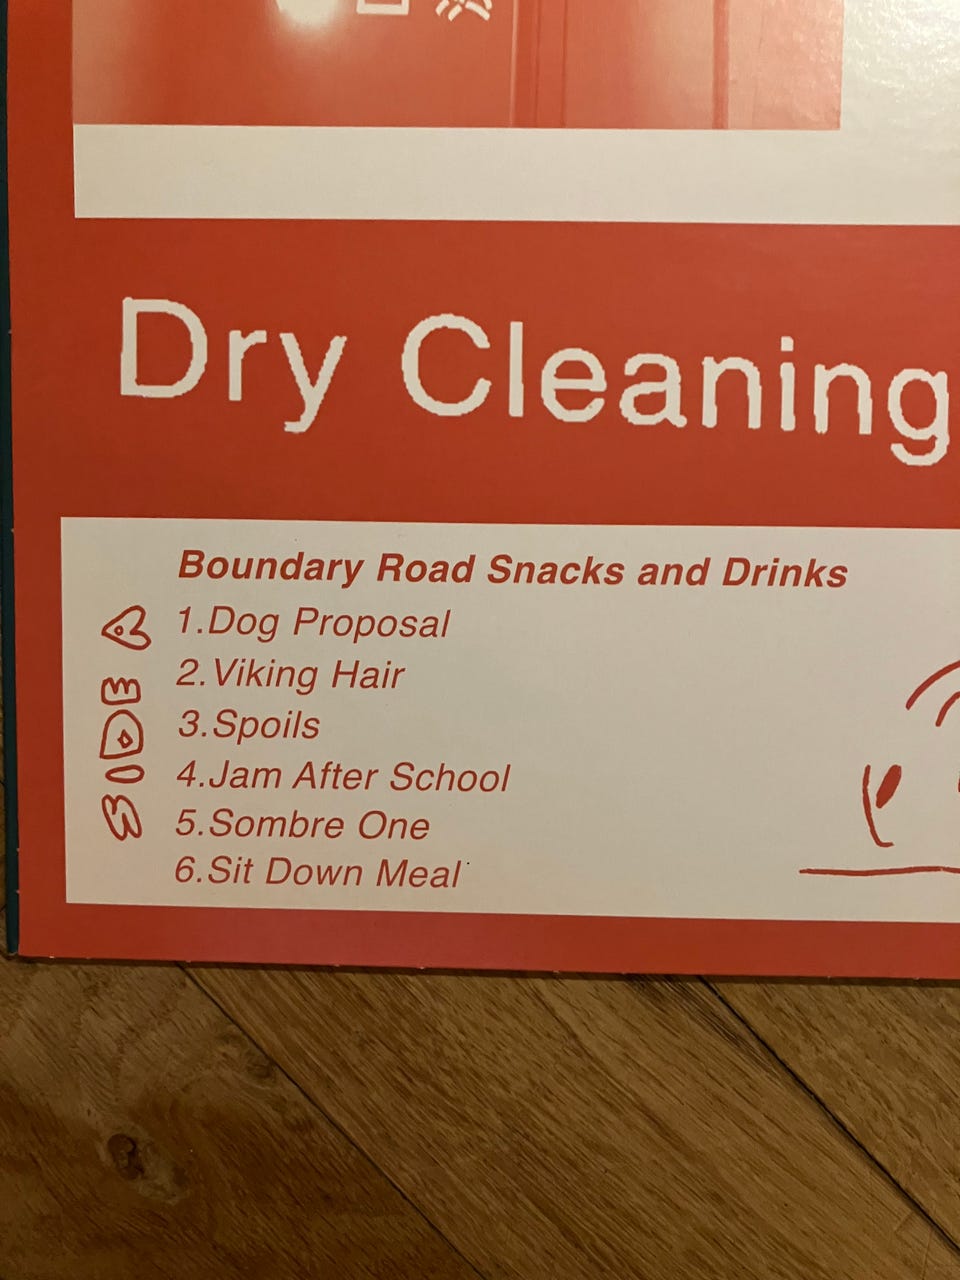 Dry Cleaning
Boundary Road Snacks and Drinks
SIDE A
1.Dog Proposal
2.Viking Hair
3.Spoils
4.Jam After School
5.Sombre One
6.Sit Down Meal